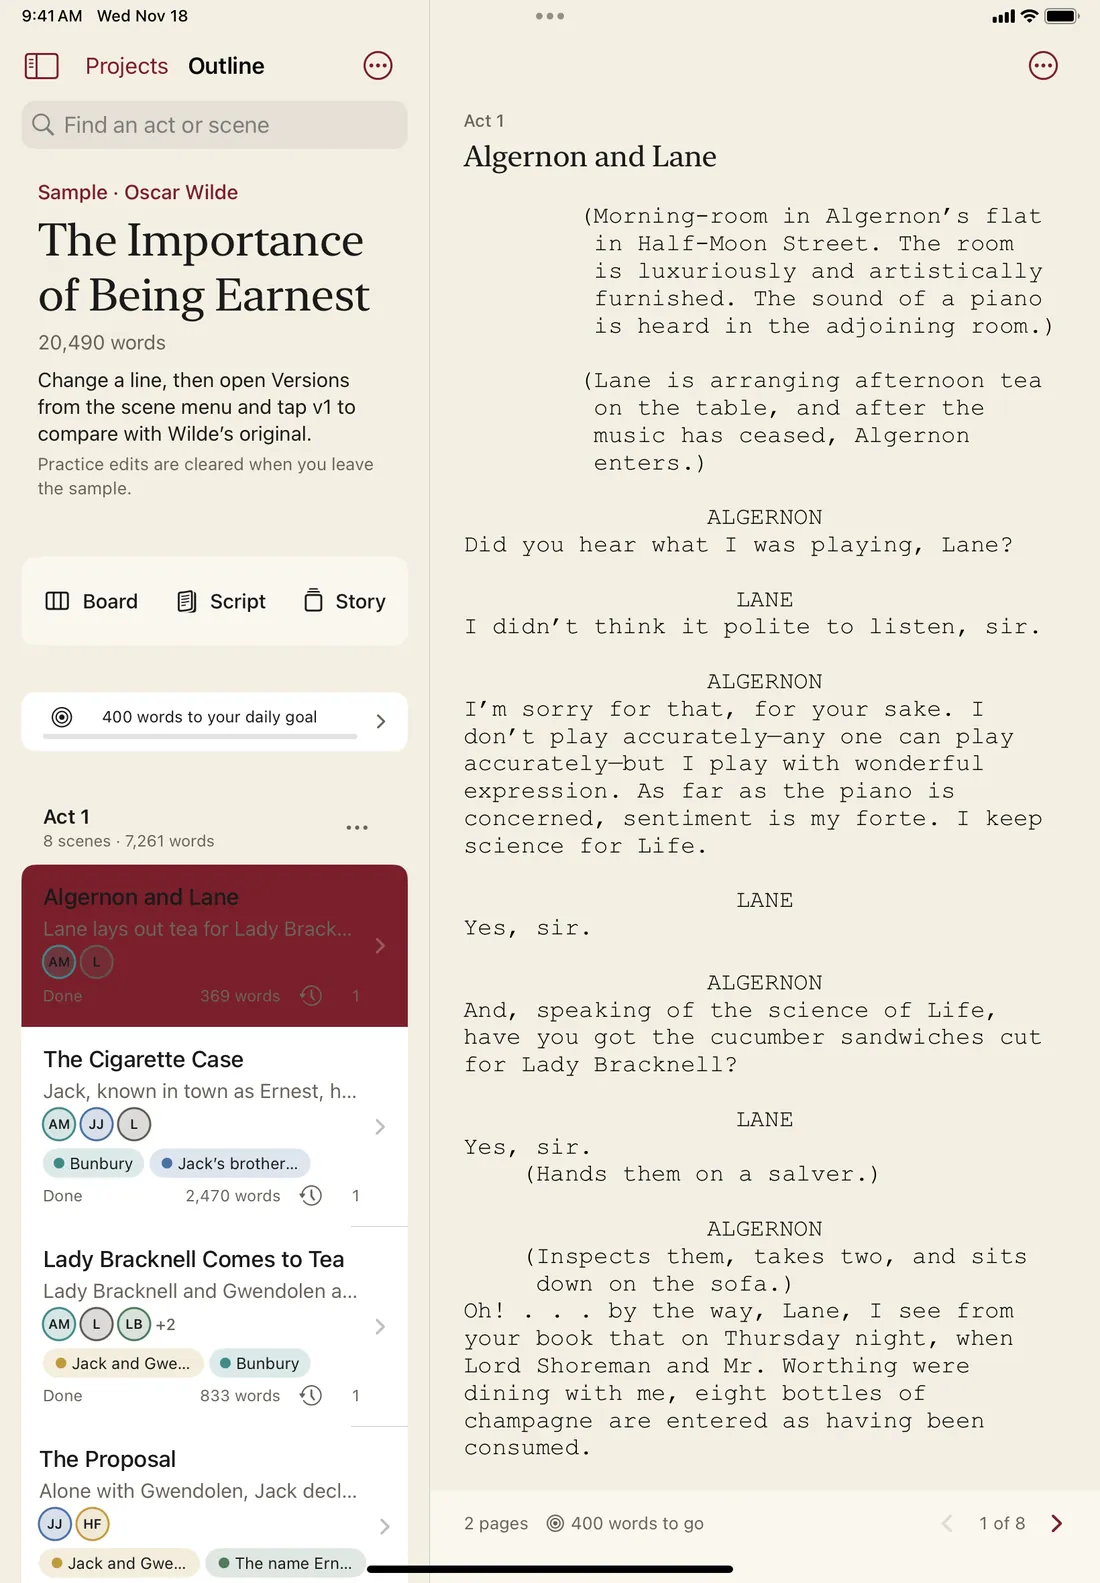 9:41 AM Wed Nov 18
Projects Outline
Find an act or scene
Sample · Oscar Wilde
The Importance
of Being Earnest
20,490 words
Change a line, then open Versions
from the scene menu and tap v1 to
compare with Wilde’s original.
Practice edits are cleared when you leave
the sample.
Board Script Story
400 words to your daily goal
Act 1
8 scenes · 7,261 words
Algernon and Lane
Lane lays out tea for Lady Brack...
AM L
Done 369 words 1
The Cigarette Case
Jack, known in town as Ernest, h...
AM JJ L
Bunbury Jack’s brother...
Done 2,470 words 1
Lady Bracknell Comes to Tea
Lady Bracknell and Gwendolen a...
AM L LB +2
Jack and Gwe... Bunbury
Done 833 words 1
The Proposal
Alone with Gwendolen, Jack decl...
JJ HF
Jack and Gwe... The name Ern...
Act 1
Algernon and Lane
(Morning-room in Algernon’s flat
in Half-Moon Street. The room
is luxuriously and artistically
furnished. The sound of a piano
is heard in the adjoining room.)
(Lane is arranging afternoon tea
on the table, and after the
music has ceased, Algernon
enters.)
ALGERNON
Did you hear what I was playing, Lane?
LANE
I didn’t think it polite to listen, sir.
ALGERNON
I’m sorry for that, for your sake. I
don’t play accurately—any one can play
accurately—but I play with wonderful
expression. As far as the piano is
concerned, sentiment is my forte. I keep
science for Life.
LANE
Yes, sir.
ALGERNON
And, speaking of the science of Life,
have you got the cucumber sandwiches cut
for Lady Bracknell?
LANE
Yes, sir.
(Hands them on a salver.)
ALGERNON
(Inspects them, takes two, and sits
down on the sofa.)
Oh! . . . by the way, Lane, I see from
your book that on Thursday night, when
Lord Shoreman and Mr. Worthing were
dining with me, eight bottles of
champagne are entered as having been
consumed.
2 pages 400 words to go 1 of 8